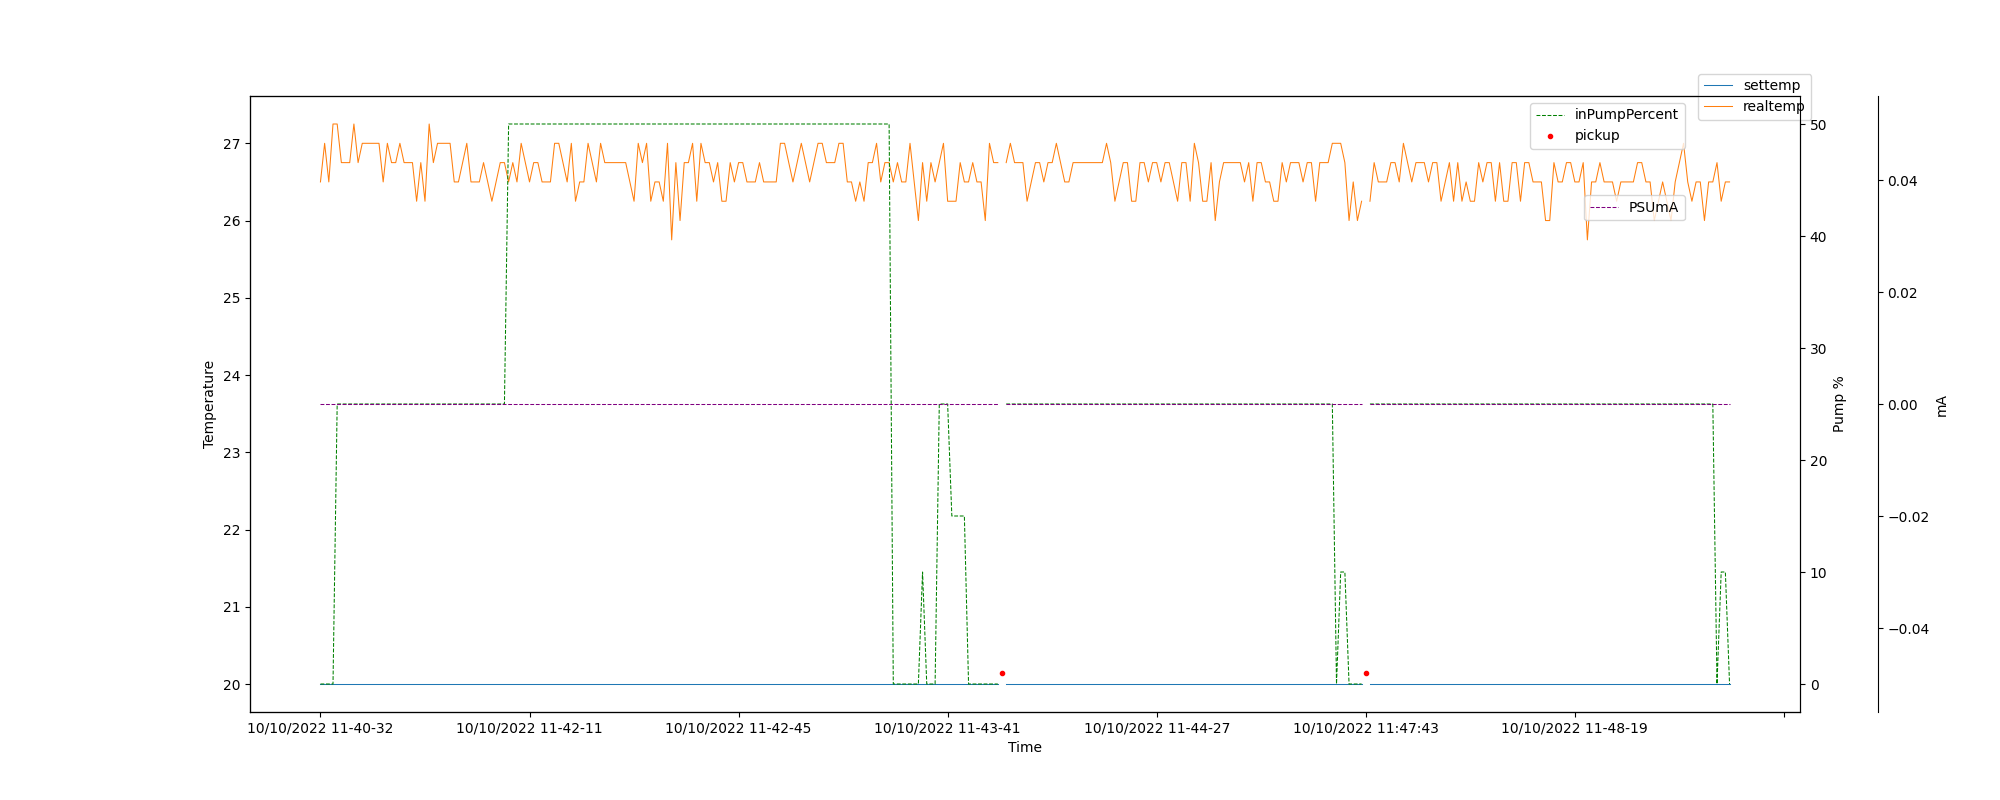 settemp
realtemp
inPumpPercent
pickup
PSUmA
27
26
25
24
23
22
21
20
Temperature
50
40
30
20
10
0
Pump %
0.04
0.02
0.00
−0.02
−0.04
mA
10/10/2022 11-40-32
10/10/2022 11-42-11
10/10/2022 11-42-45
10/10/2022 11-43-41
10/10/2022 11-44-27
10/10/2022 11:47:43
10/10/2022 11-48-19
Time